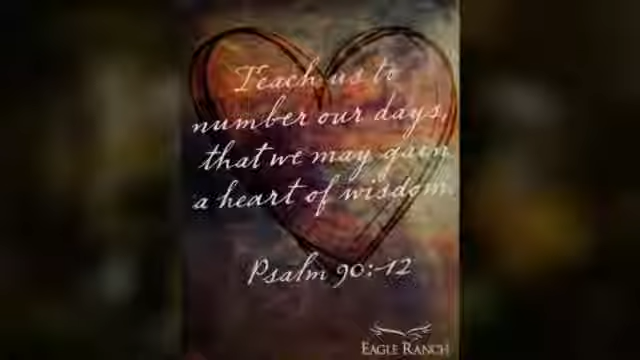 Teach us to
number our days,
that we may gain
a heart of wisdom.
Psalm 90:12
EAGLE RANCH